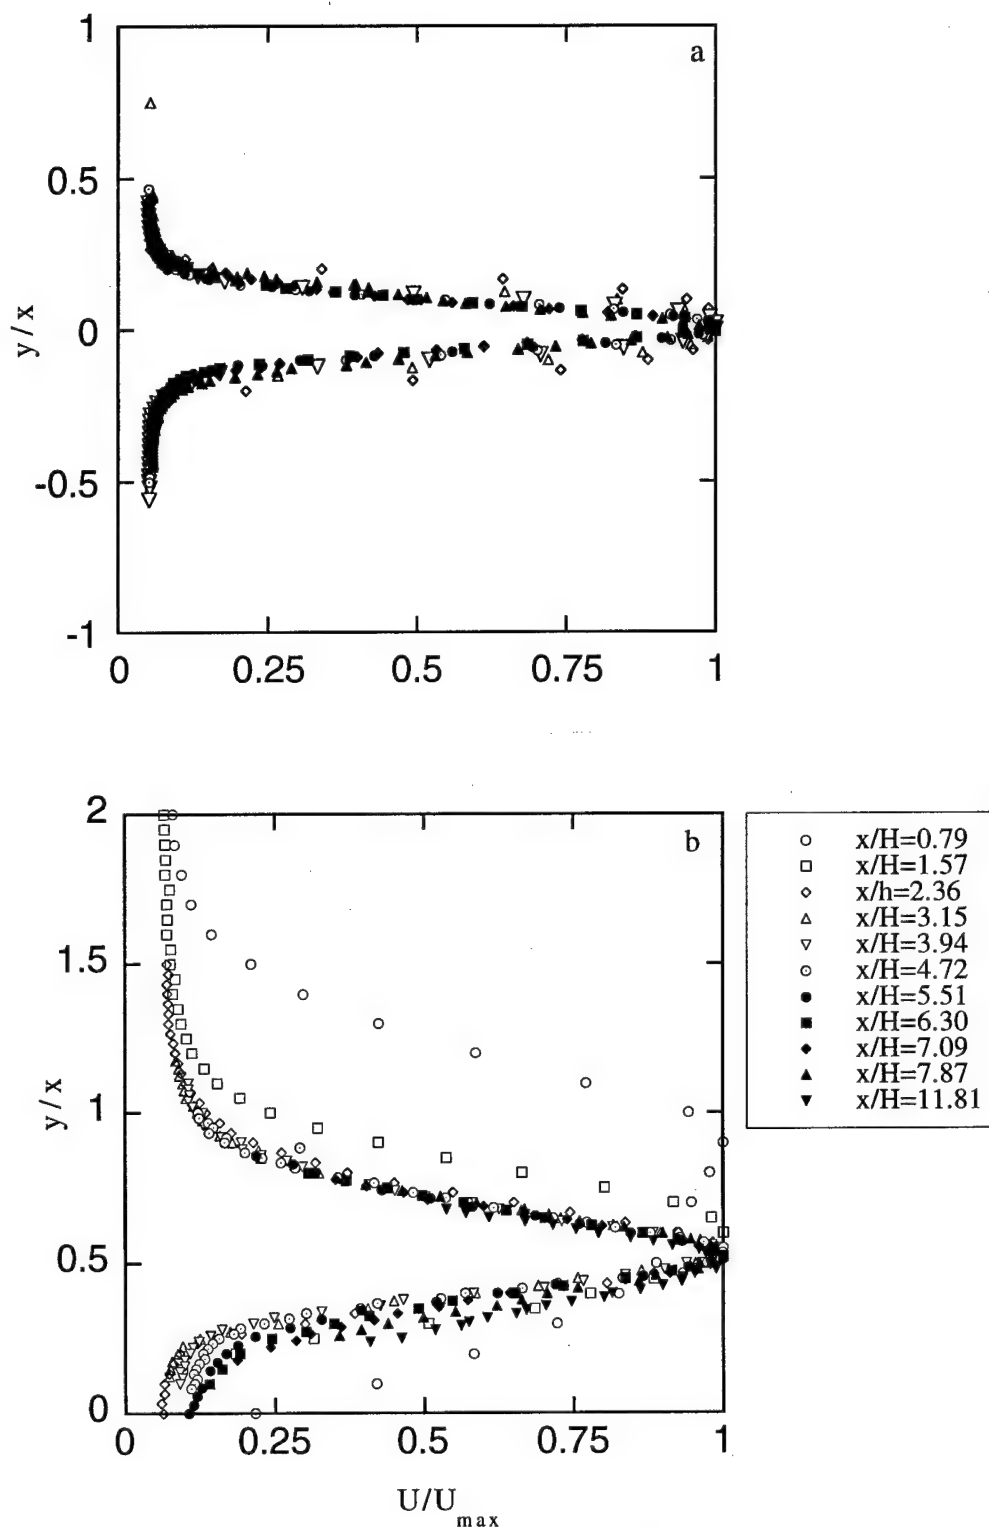 1
a
0.5
y/x
0
-0.5
-1
0 0.25 0.5 0.75 1
2
b
1.5
y/x
1
0.5
0
0 0.25 0.5 0.75 1
U/Umax
x/H=0.79
x/H=1.57
x/h=2.36
x/H=3.15
x/H=3.94
x/H=4.72
x/H=5.51
x/H=6.30
x/H=7.09
x/H=7.87
x/H=11.81